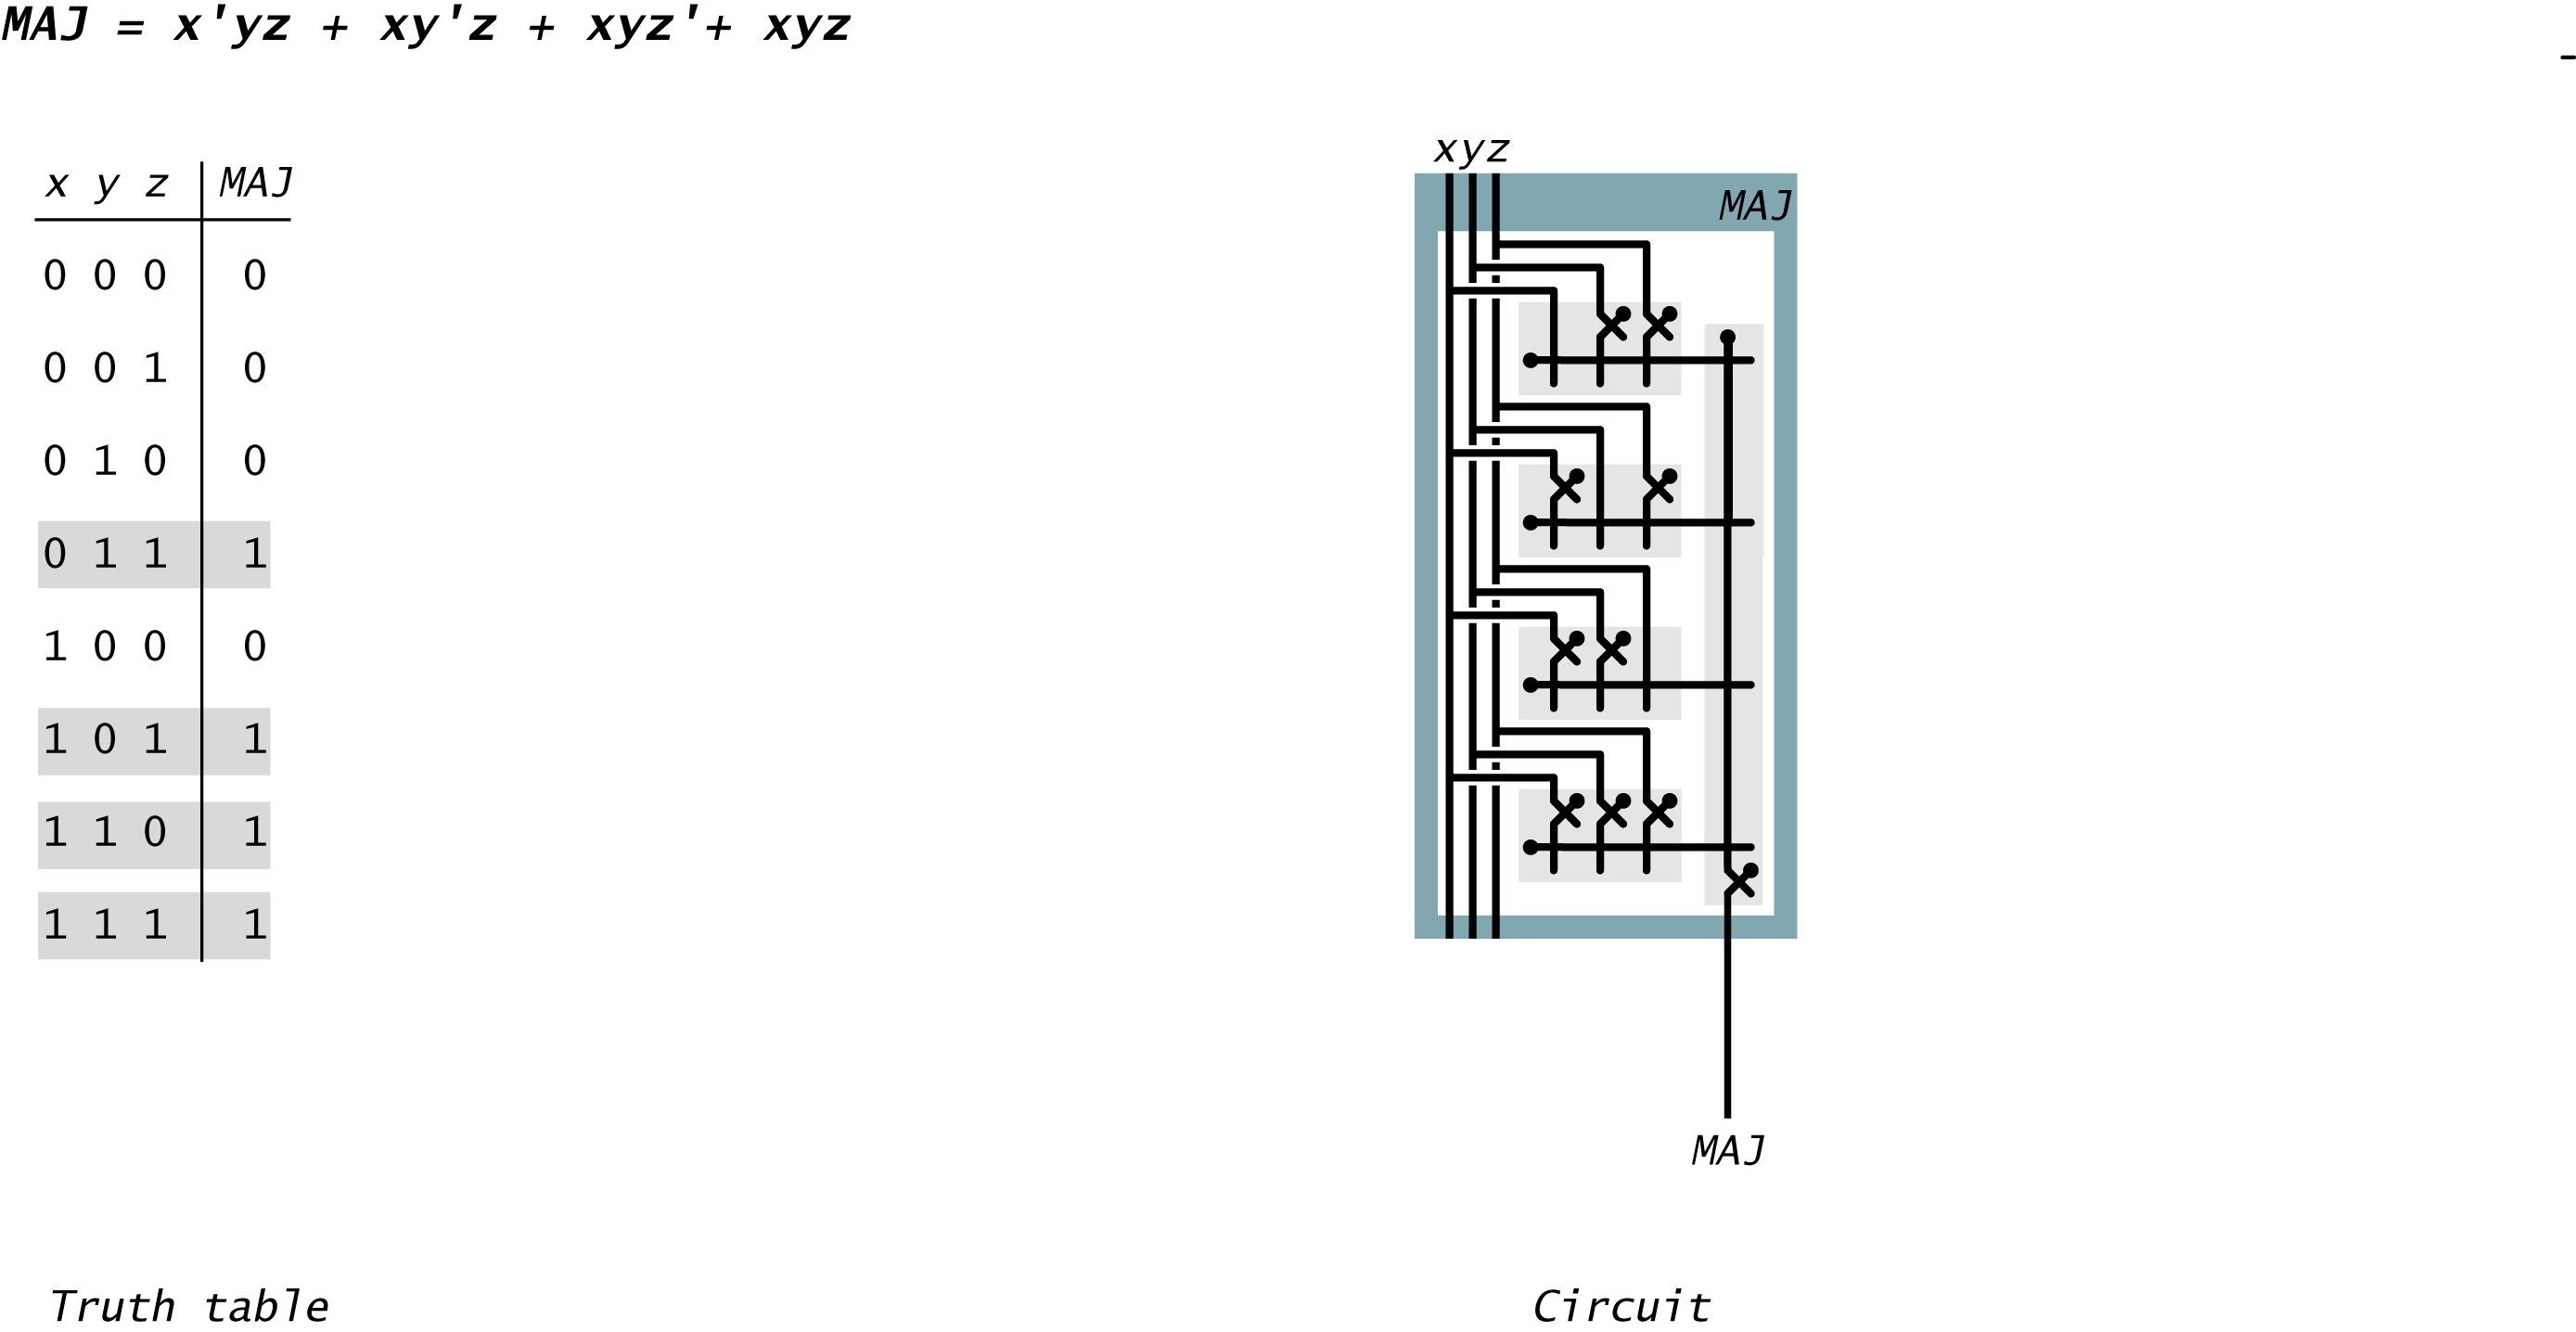 MAJ = x'yz + xy'z + xyz'+ xyz
x y z MAJ
0 0 0 0
0 0 1 0
0 1 0 0
0 1 1 1
1 0 0 0
1 0 1 1
1 1 0 1
1 1 1 1
Truth table
xyz
MAJ
MAJ
Circuit